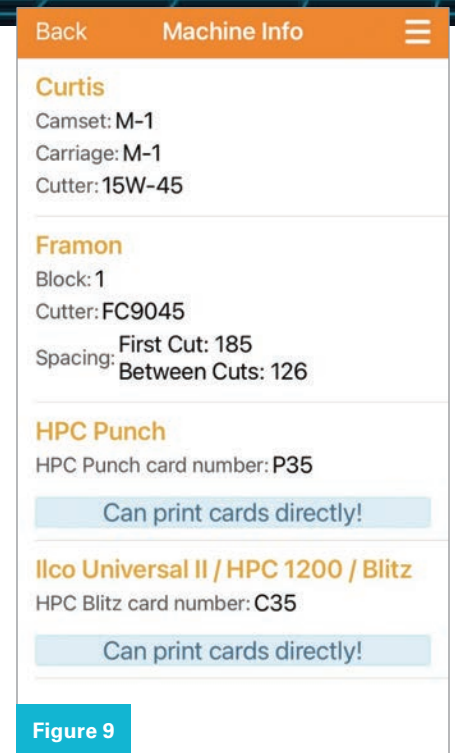 Back Machine Info
Curtis
Camset: M-1
Carriage: M-1
Cutter: 15W-45
Framon
Block: 1
Cutter: FC9045
Spacing: First Cut: 185
Between Cuts: 126
HPC Punch
HPC Punch card number: P35
Can print cards directly!
Ilco Universal II / HPC 1200 / Blitz
HPC Blitz card number: C35
Can print cards directly!
Figure 9